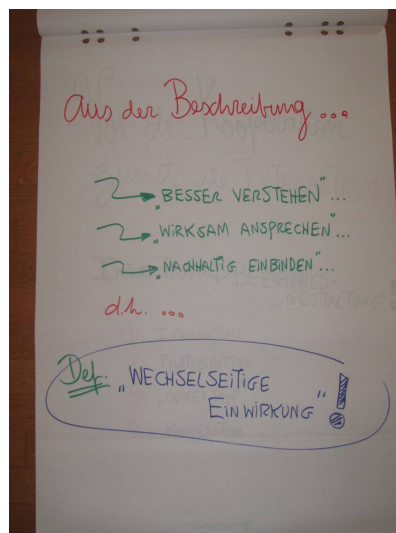 Aus der Beschreibung ...
„BESSER VERSTEHEN“ ...
„WIRKSAM ANSPRECHEN“ ...
„NACHHALTIG EINBINDEN“ ...
d.h. ...
Def. „WECHSELSEITIGE
EINWIRKUNG“ !